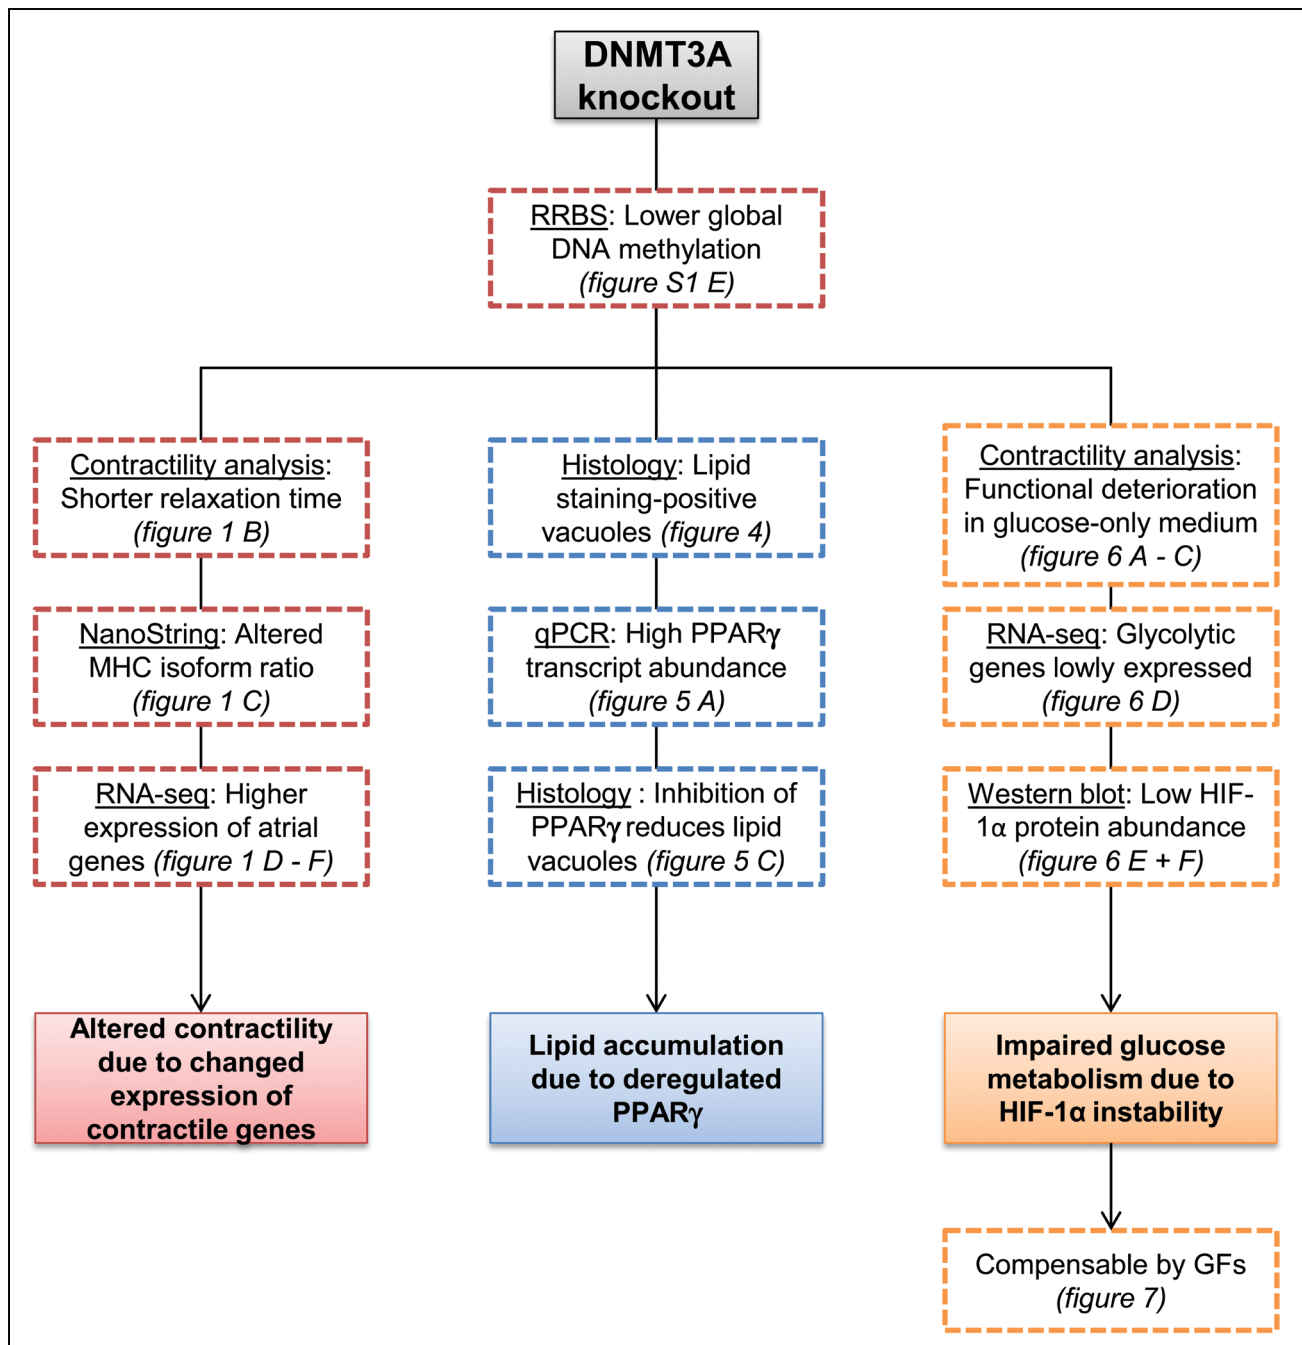 DNMT3A
knockout
RRBS: Lower global
DNA methylation
(figure S1 E)
Contractility analysis:
Shorter relaxation time
(figure 1 B)
NanoString: Altered
MHC isoform ratio
(figure 1 C)
RNA-seq: Higher
expression of atrial
genes (figure 1 D - F)
Altered contractility
due to changed
expression of
contractile genes
Histology: Lipid
staining-positive
vacuoles (figure 4)
qPCR: High PPARγ
transcript abundance
(figure 5 A)
Histology : Inhibition of
PPARγ reduces lipid
vacuoles (figure 5 C)
Lipid accumulation
due to deregulated
PPARγ
Contractility analysis:
Functional deterioration
in glucose-only medium
(figure 6 A - C)
RNA-seq: Glycolytic
genes lowly expressed
(figure 6 D)
Western blot: Low HIF-
1α protein abundance
(figure 6 E + F)
Impaired glucose
metabolism due to
HIF-1α instability
Compensable by GFs
(figure 7)